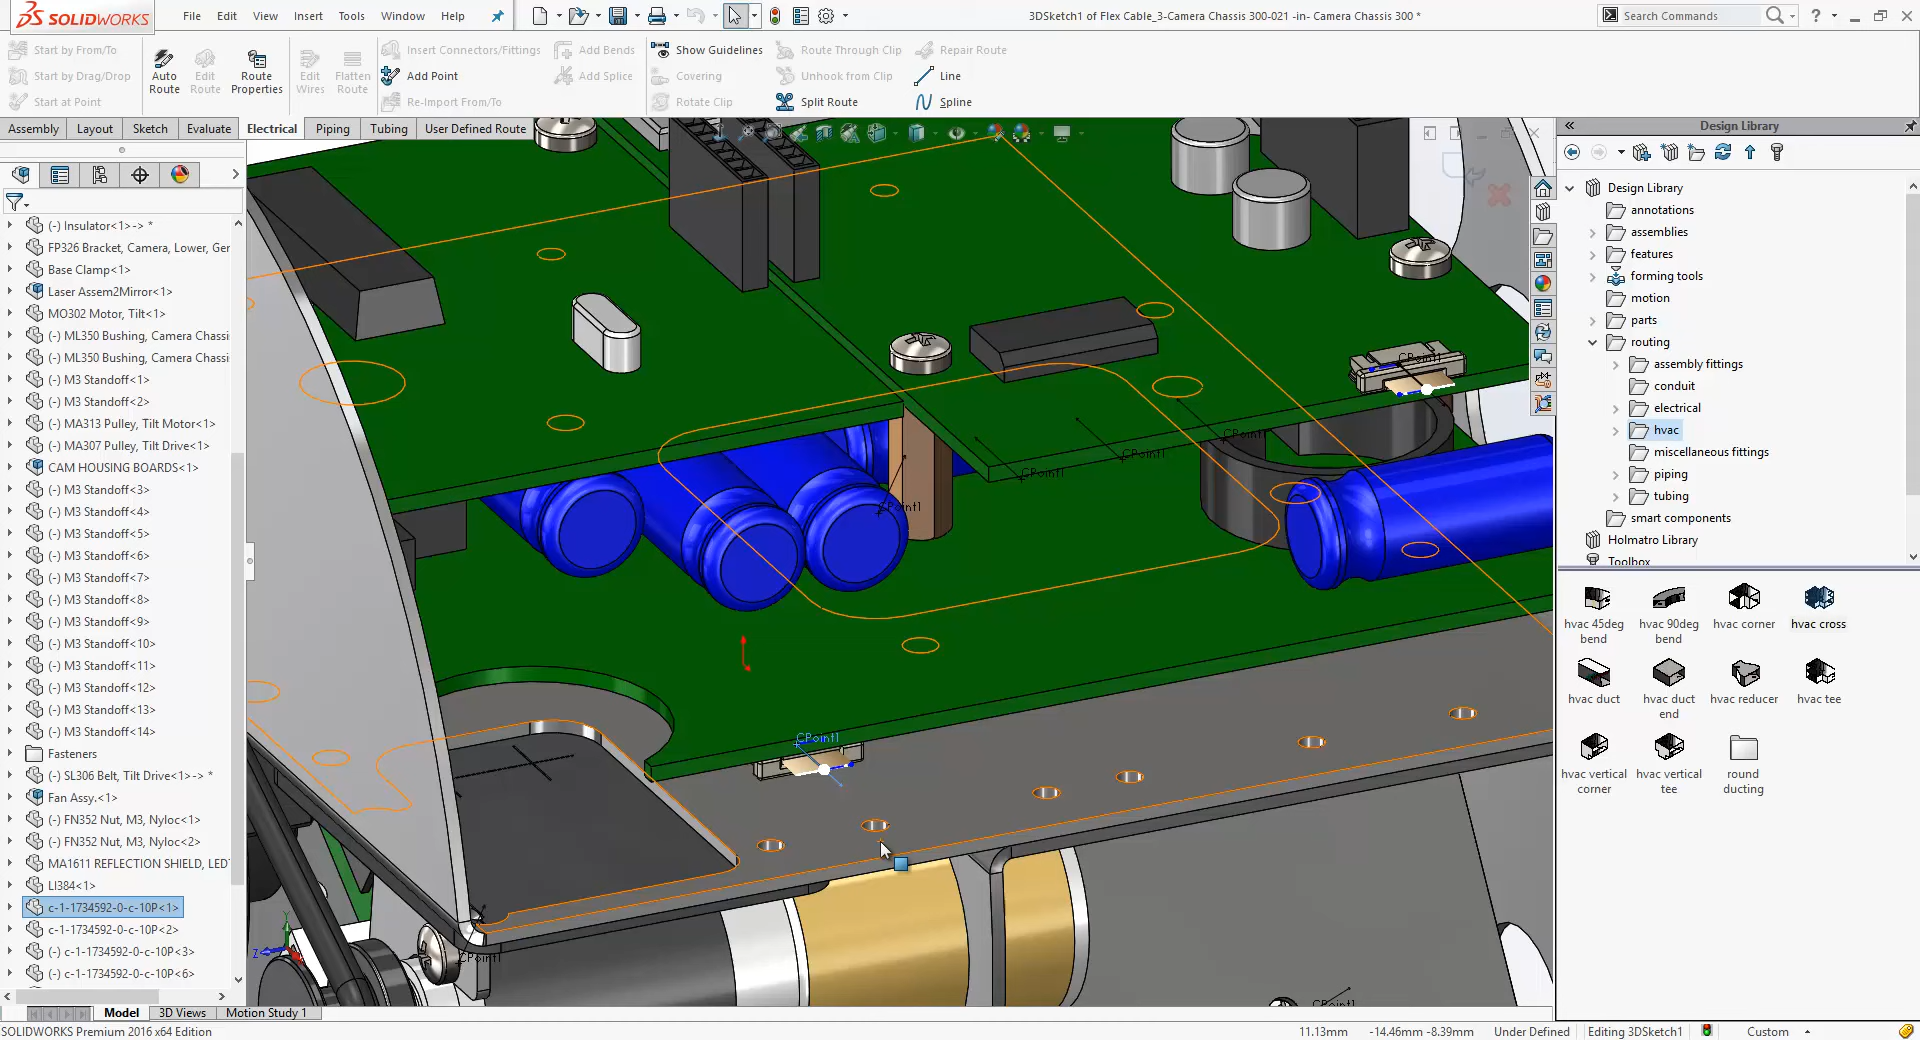 SOLIDWORKS
File Edit View Insert Tools Window Help
3DSketch1 of Flex Cable_3-Camera Chassis 300-021 -in- Camera Chassis 300 *
Search Commands
Start by From/To
Start by Drag/Drop
Start at Point
Auto Route
Edit Route
Route Properties
Edit Wires
Flatten Route
Insert Connectors/Fittings
Add Point
Re-Import From/To
Add Bends
Add Splice
Show Guidelines
Covering
Rotate Clip
Route Through Clip
Unhook from Clip
Split Route
Repair Route
Line
Spline
Assembly Layout Sketch Evaluate Electrical Piping Tubing User Defined Route
(-) Insulator<1>-> *
FP326 Bracket, Camera, Lower, Ger
Base Clamp<1>
Laser Assem2Mirror<1>
MO302 Motor, Tilt<1>
(-) ML350 Bushing, Camera Chassi
(-) ML350 Bushing, Camera Chassi
(-) M3 Standoff<1>
(-) M3 Standoff<2>
(-) MA313 Pulley, Tilt Motor<1>
(-) MA307 Pulley, Tilt Drive<1>
CAM HOUSING BOARDS<1>
(-) M3 Standoff<3>
(-) M3 Standoff<4>
(-) M3 Standoff<5>
(-) M3 Standoff<6>
(-) M3 Standoff<7>
(-) M3 Standoff<8>
(-) M3 Standoff<9>
(-) M3 Standoff<10>
(-) M3 Standoff<11>
(-) M3 Standoff<12>
(-) M3 Standoff<13>
(-) M3 Standoff<14>
Fasteners
(-) SL306 Belt, Tilt Drive<1>-> *
Fan Assy.<1>
(-) FN352 Nut, M3, Nyloc<1>
(-) FN352 Nut, M3, Nyloc<2>
MA1611 REFLECTION SHIELD, LED
LI384<1>
c-1-1734592-0-c-10P<1>
c-1-1734592-0-c-10P<2>
(-) c-1-1734592-0-c-10P<3>
(-) c-1-1734592-0-c-10P<6>
CPoint1
CPoint1
CPoint1
CPoint1
CPoint1
CPoint1
CPoint1
CPoint1
Y
Z
Design Library
Design Library
annotations
assemblies
features
forming tools
motion
parts
routing
assembly fittings
conduit
electrical
hvac
miscellaneous fittings
piping
tubing
smart components
Holmatro Library
Toolbox
hvac 45deg bend
hvac 90deg bend
hvac corner
hvac cross
hvac duct
hvac duct end
hvac reducer
hvac tee
hvac vertical corner
hvac vertical tee
round ducting
Model 3D Views Motion Study 1
SOLIDWORKS Premium 2016 x64 Edition
11.13mm -14.46mm -8.39mm Under Defined Editing 3DSketch1 Custom